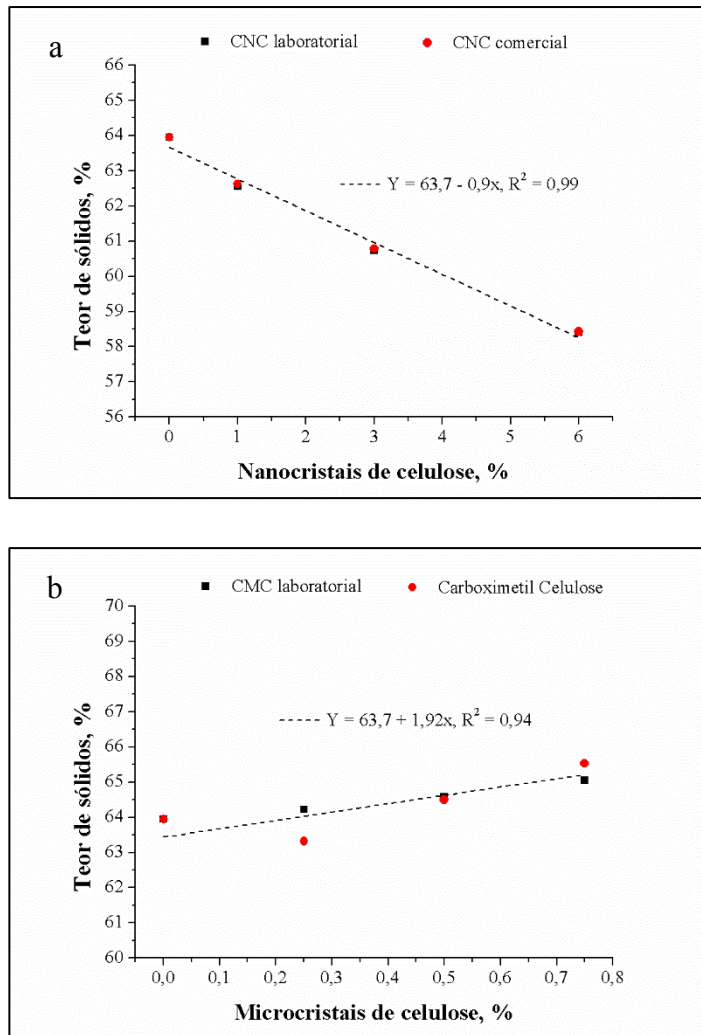 a
CNC laboratorial CNC comercial
66
65
64
63
62
61
60
59
58
57
56
Y = 63,7 - 0,9x, R² = 0,99
0 1 2 3 4 5 6
Teor de sólidos, %
Nanocristais de celulose, %
b
CMC laboratorial Carboximetil Celulose
70
69
68
67
66
65
64
63
62
61
60
Y = 63,7 + 1,92x, R² = 0,94
0,0 0,1 0,2 0,3 0,4 0,5 0,6 0,7 0,8
Teor de sólidos, %
Microcristais de celulose, %